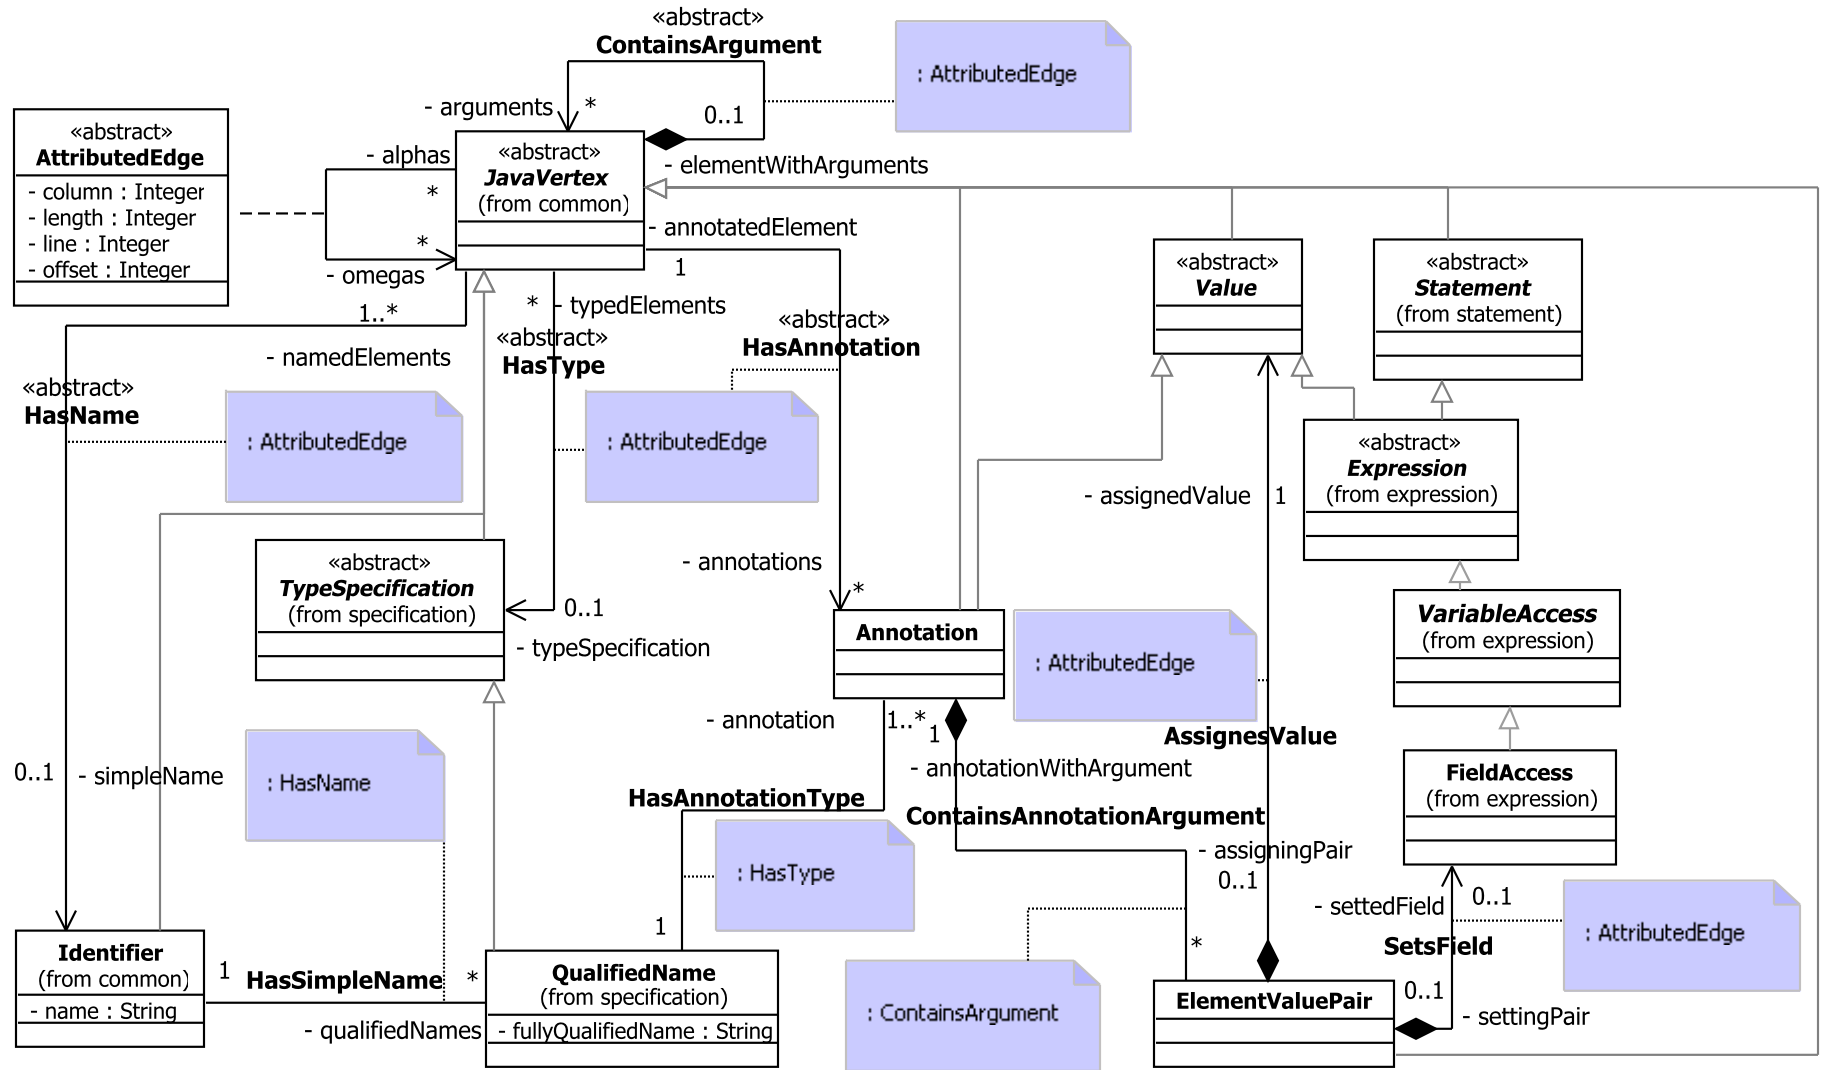 «abstract»
ContainsArgument
: AttributedEdge
- arguments
*
0..1
«abstract»
AttributedEdge
- column : Integer
- length : Integer
- line : Integer
- offset : Integer
- alphas
*
*
- omegas
«abstract»
JavaVertex
(from common)
- elementWithArguments
- annotatedElement
1
1..*
- namedElements
* - typedElements
«abstract»
HasType
«abstract»
HasAnnotation
«abstract»
Value
«abstract»
Statement
(from statement)
«abstract»
HasName
: AttributedEdge
: AttributedEdge
«abstract»
Expression
(from expression)
- assignedValue
1
- annotations
*
«abstract»
TypeSpecification
(from specification)
0..1
- typeSpecification
Annotation
: AttributedEdge
VariableAccess
(from expression)
- annotation
1..*
1
AssignesValue
0..1
- simpleName
: HasName
- annotationWithArgument
HasAnnotationType
ContainsAnnotationArgument
FieldAccess
(from expression)
: HasType
- assigningPair
0..1
1
- settedField
0..1
SetsField
: AttributedEdge
*
Identifier
(from common)
- name : String
1
HasSimpleName
*
- qualifiedNames
QualifiedName
(from specification)
- fullyQualifiedName : String
: ContainsArgument
ElementValuePair
0..1
- settingPair